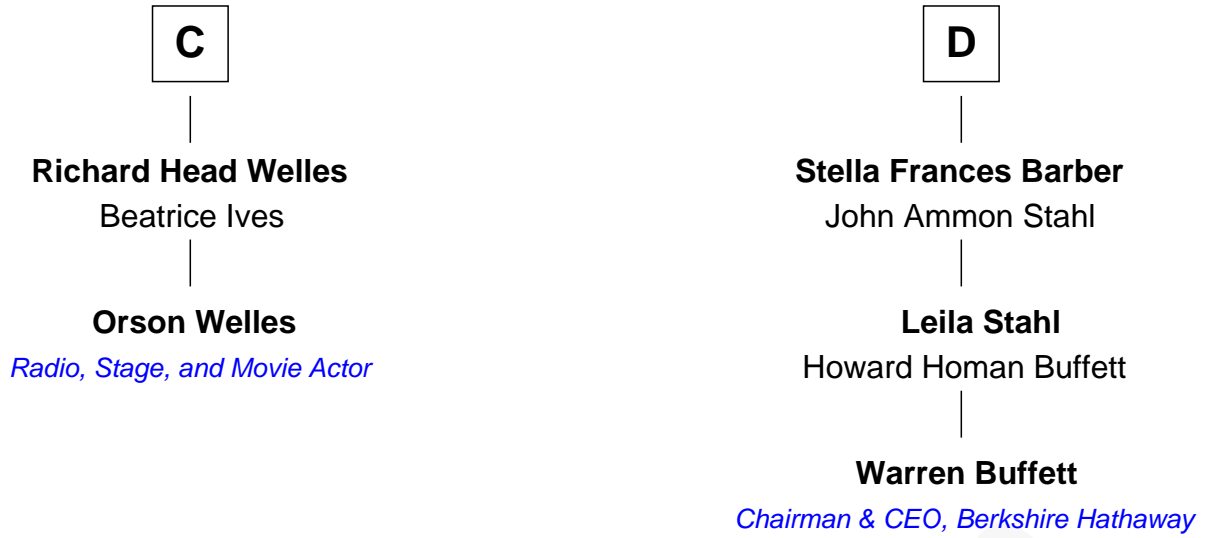 C
Richard Head Welles
Beatrice Ives
Orson Welles
Radio, Stage, and Movie Actor
D
Stella Frances Barber
John Ammon Stahl
Leila Stahl
Howard Homan Buffett
Warren Buffett
Chairman & CEO, Berkshire Hathaway